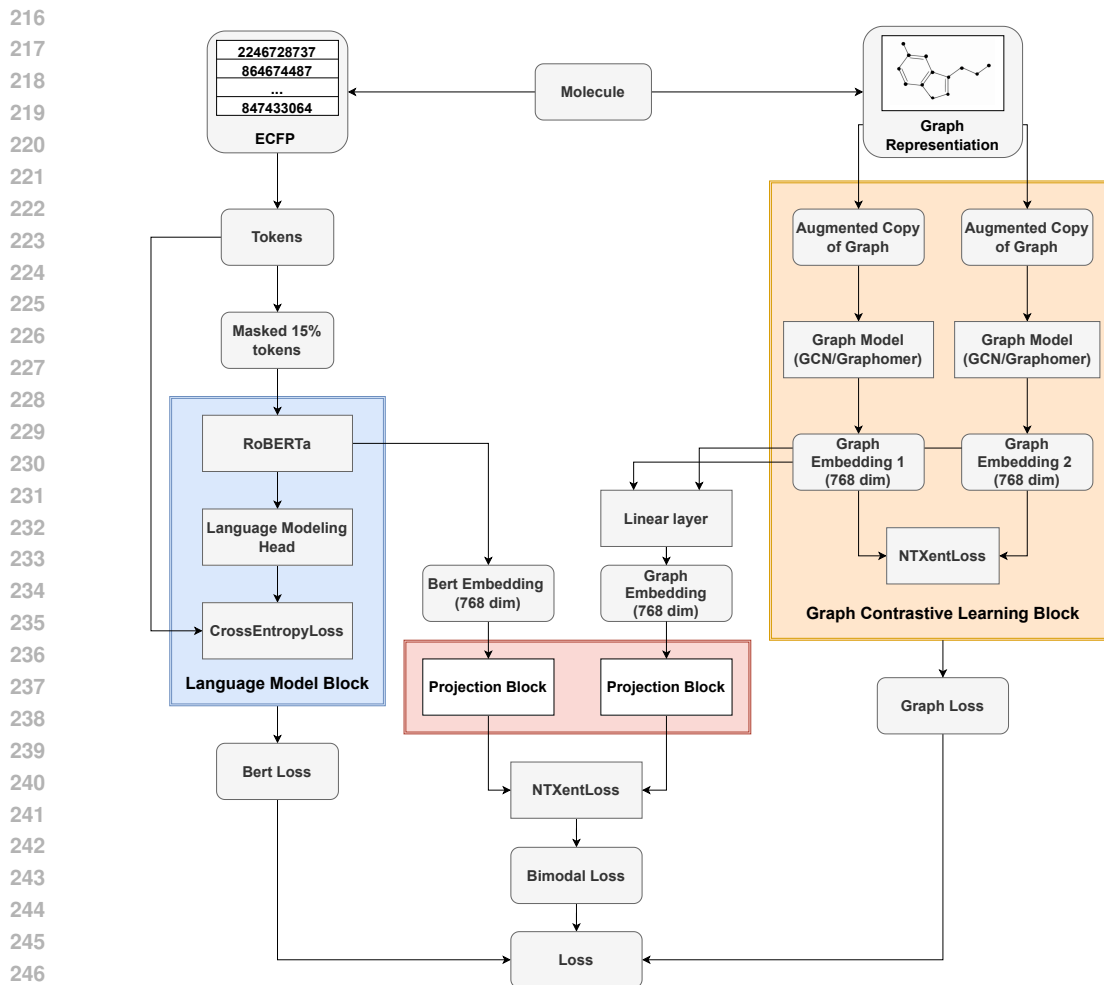 216
217
218
219
220
221
222
223
224
225
226
227
228
229
230
231
232
233
234
235
236
237
238
239
240
241
242
243
244
245
246
2246728737
864674487
...
847433064
ECFP
Molecule
Graph
Representiation
Tokens
Masked 15%
tokens
RoBERTa
Language Modeling
Head
CrossEntropyLoss
Language Model Block
Bert Loss
Augmented Copy
of Graph
Augmented Copy
of Graph
Graph Model
(GCN/Graphomer)
Graph Model
(GCN/Graphomer)
Graph
Embedding 1
(768 dim)
Graph
Embedding 2
(768 dim)
NTXentLoss
Graph Contrastive Learning Block
Graph Loss
Linear layer
Bert Embedding
(768 dim)
Graph
Embedding
(768 dim)
Projection Block
Projection Block
NTXentLoss
Bimodal Loss
Loss